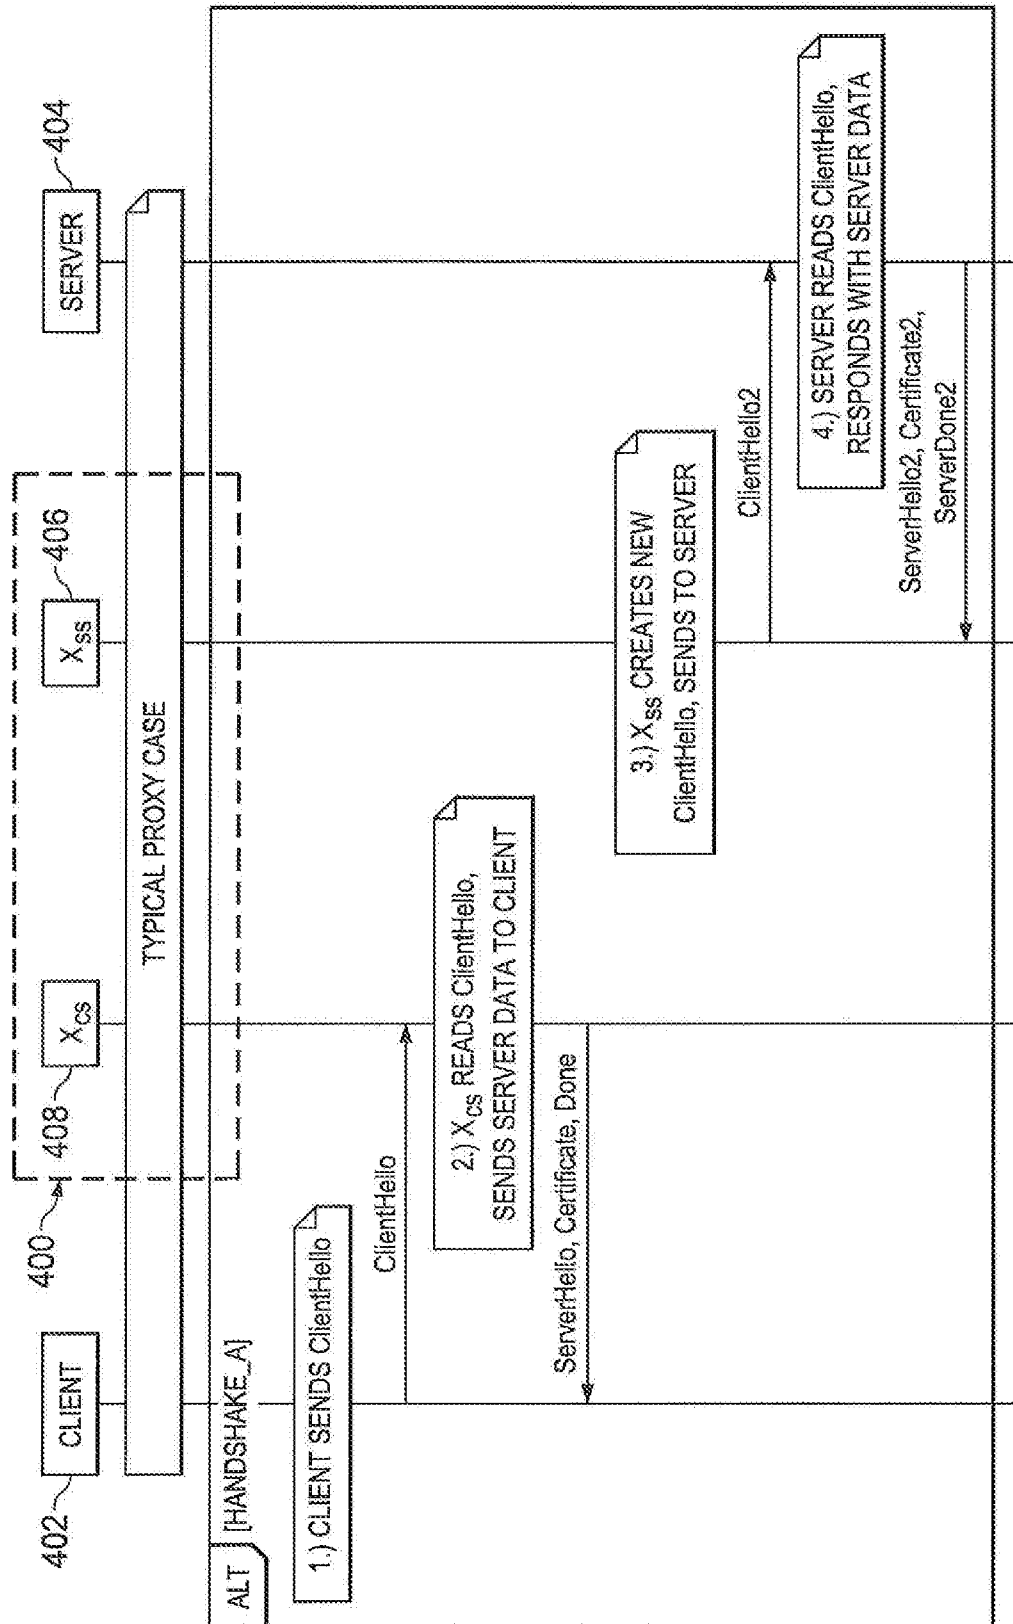 400
402
CLIENT
408
X_CS
406
X_SS
404
SERVER
TYPICAL PROXY CASE
ALT
[HANDSHAKE_A]
1.) CLIENT SENDS ClientHello
ClientHello
2.) X_CS READS ClientHello,
SENDS SERVER DATA TO CLIENT
ServerHello, Certificate, Done
3.) X_SS CREATES NEW
ClientHello, SENDS TO SERVER
ClientHello2
4.) SERVER READS ClientHello,
RESPONDS WITH SERVER DATA
ServerHello2, Certificate2,
ServerDone2